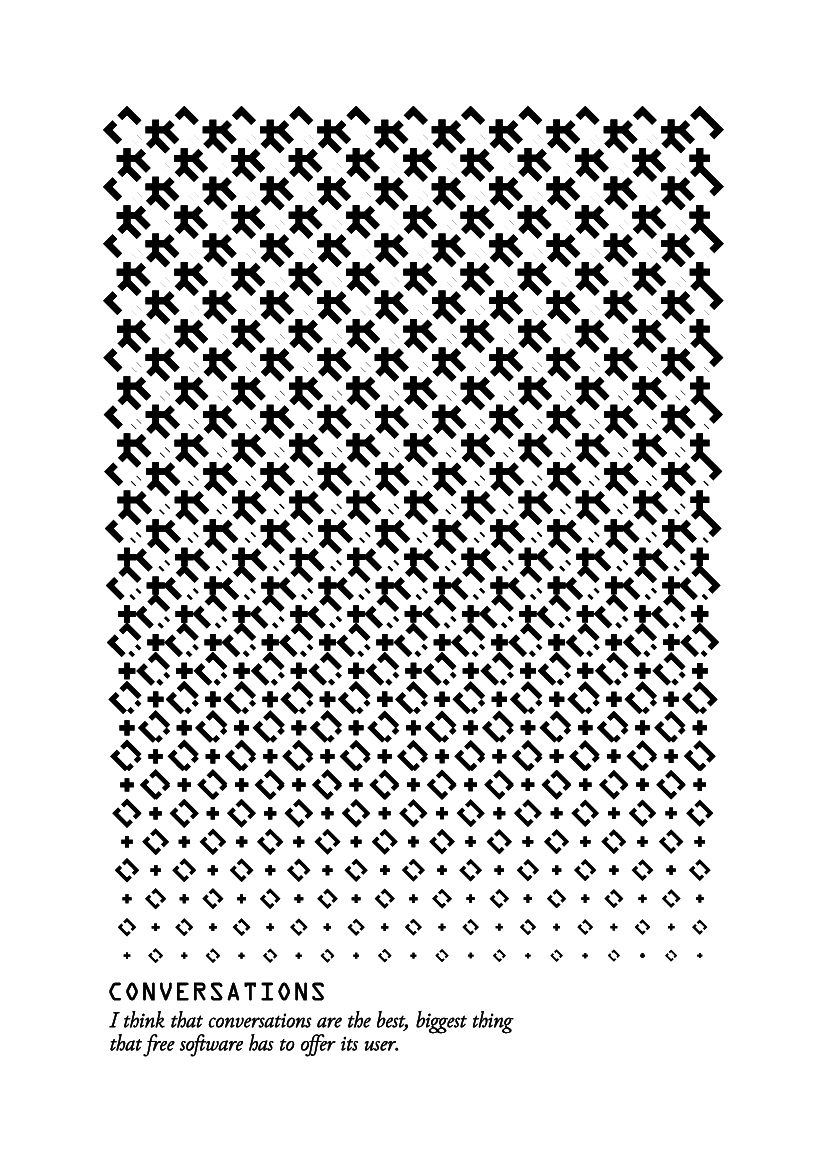 CONVERSATIONS
I think that conversations are the best, biggest thing
that free software has to offer its user.